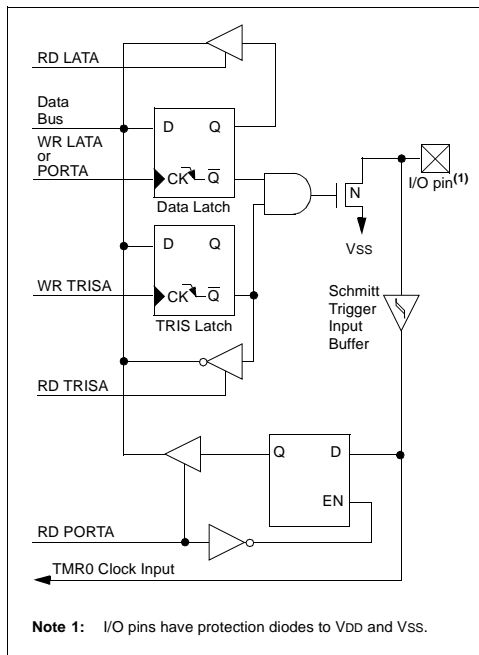 RD LATA
Data
Bus
WR LATA
or
PORTA
D Q
CK Q
Data Latch
N
I/O pin(1)
VSS
D Q
CK Q
WR TRISA
TRIS Latch
Schmitt
Trigger
Input
Buffer
RD TRISA
Q D
EN
RD PORTA
TMR0 Clock Input
Note 1: I/O pins have protection diodes to VDD and VSS.